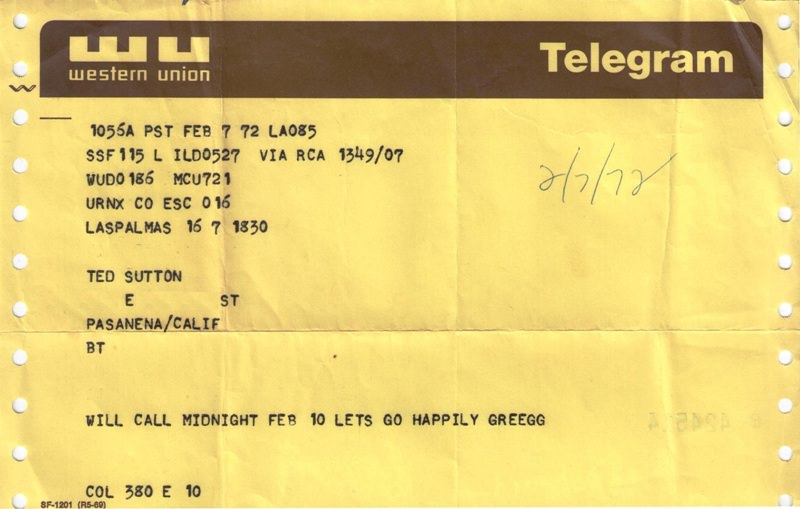 western union
Telegram
1056A PST FEB 7 72 LA085
SSF115 L ILD0527 VIA RCA 1349/07
WUD0186 MCU721
URNX CO ESC 016
LASPALMAS 16 7 1830
2/7/72
TED SUTTON
E ST
PASANENA/CALIF
BT
WILL CALL MIDNIGHT FEB 10 LETS GO HAPPILY GREEGG
COL 380 E 10
SF-1201 (R5-69)